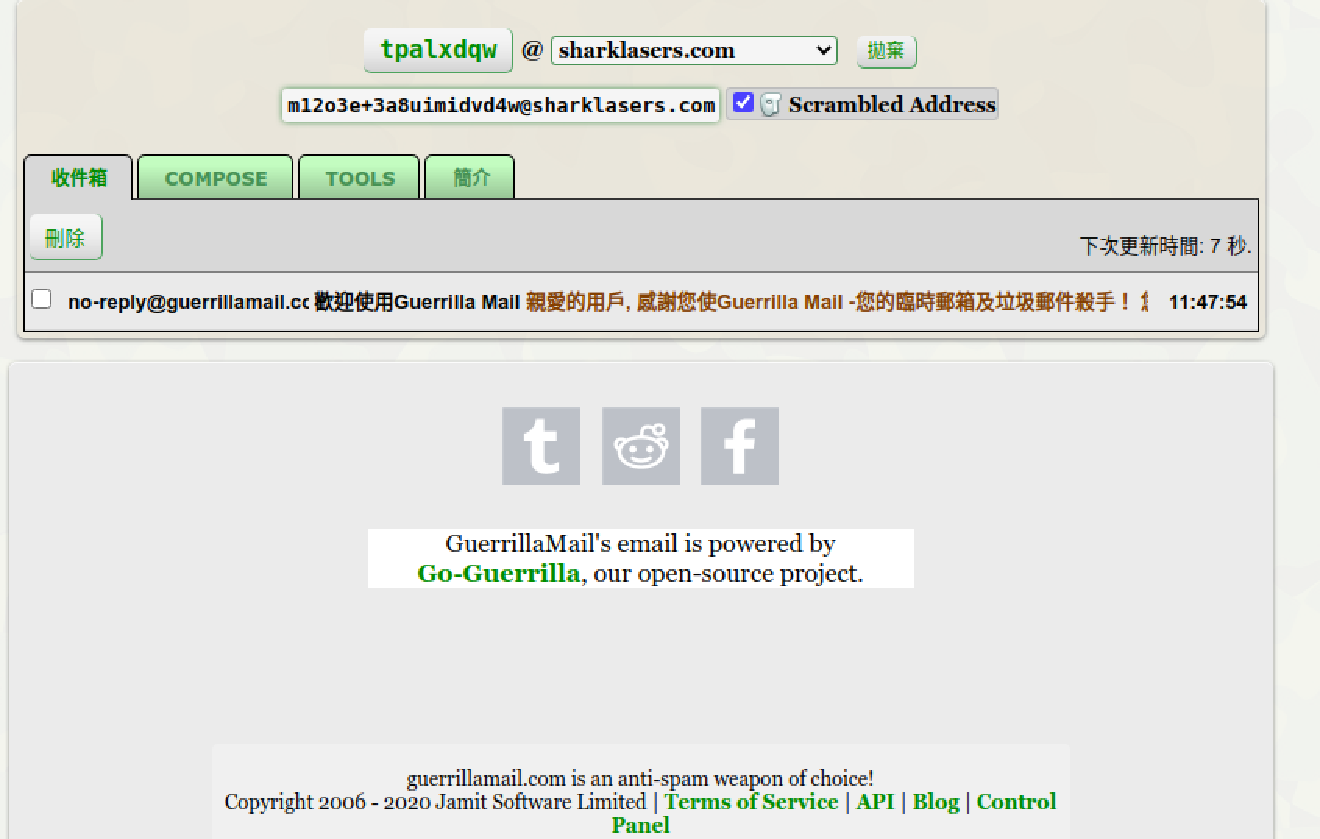 tpalxdqw @ sharklasers.com 拋棄
m12o3e+3a8uimidvd4w@sharklasers.com Scrambled Address
收件箱 COMPOSE TOOLS 簡介
刪除
下次更新時間: 7 秒.
no-reply@guerrillamail.cc 歡迎使用Guerrilla Mail 親愛的用戶, 感謝您使Guerrilla Mail -您的臨時郵箱及垃圾郵件殺手！ 11:47:54
GuerrillaMail's email is powered by
Go-Guerrilla, our open-source project.
guerrillamail.com is an anti-spam weapon of choice!
Copyright 2006 - 2020 Jamit Software Limited | Terms of Service | API | Blog | Control
Panel